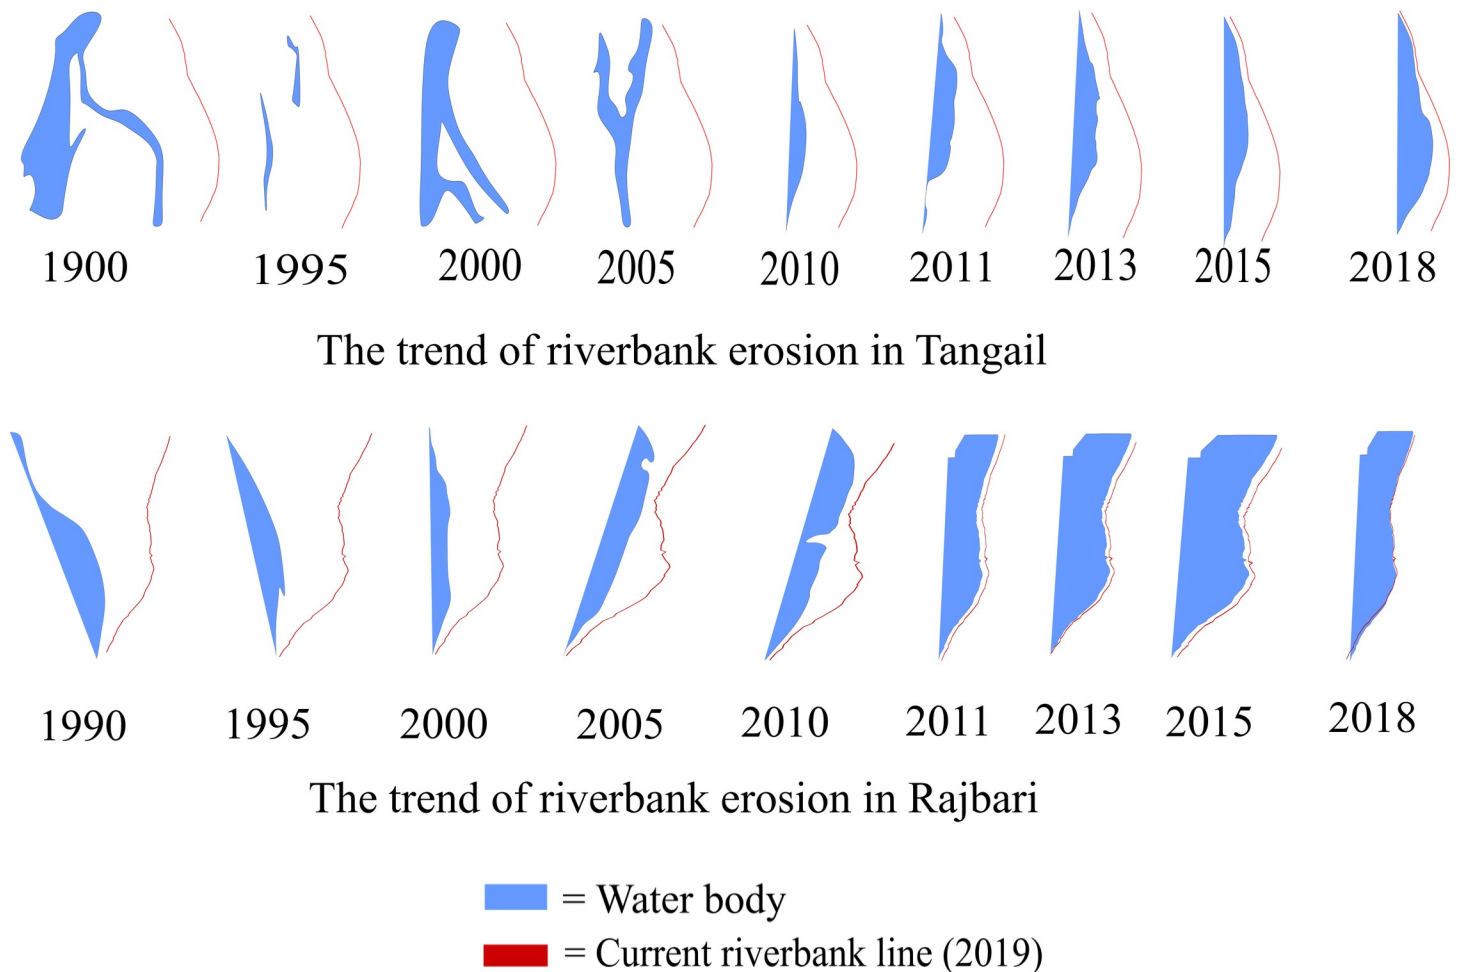 1900 1995 2000 2005 2010 2011 2013 2015 2018
The trend of riverbank erosion in Tangail
1990 1995 2000 2005 2010 2011 2013 2015 2018
The trend of riverbank erosion in Rajbari
= Water body
= Current riverbank line (2019)